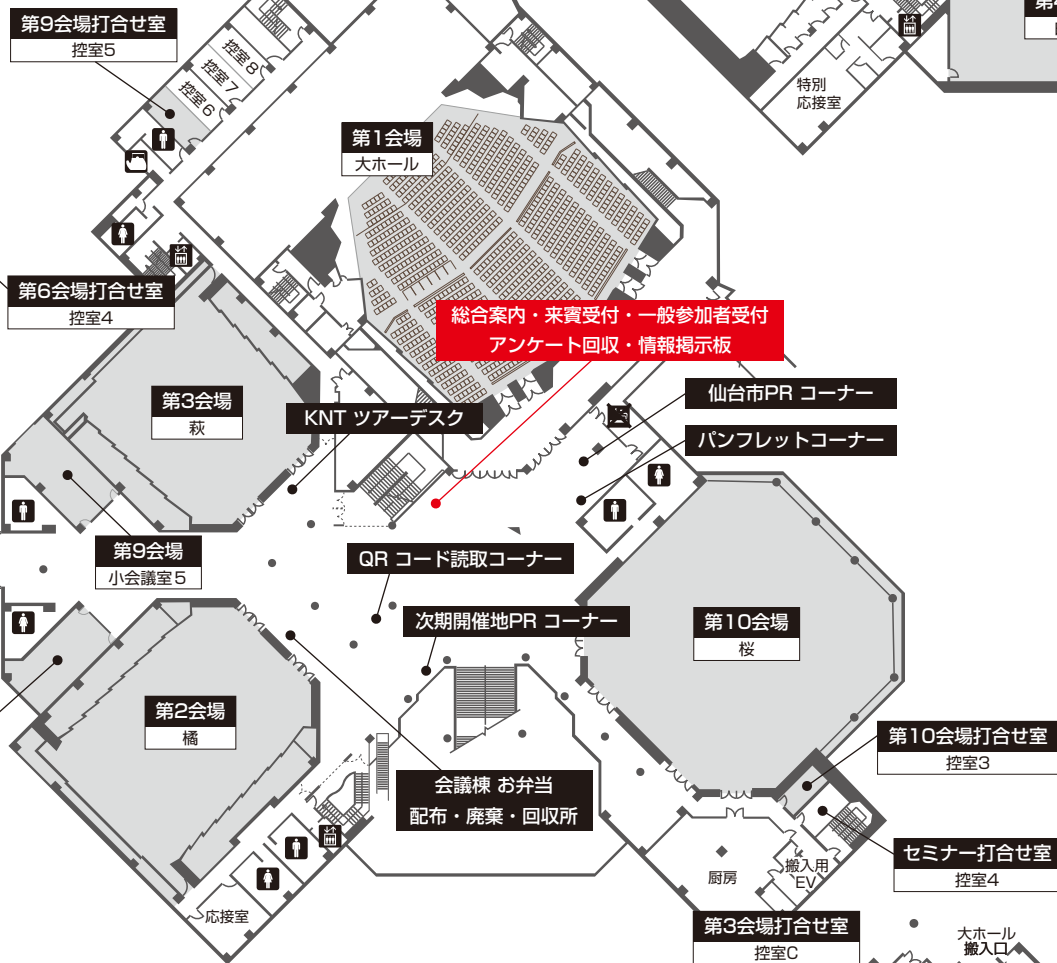 第9会場打合せ室
控室5
控室8
控室7
控室6
特別
応接室
第1会場
大ホール
第6会場打合せ室
控室4
総合案内・来賓受付・一般参加者受付
アンケート回収・情報掲示板
第3会場
萩
KNT ツアーデスク
仙台市PR コーナー
パンフレットコーナー
第9会場
小会議室5
QR コード読取コーナー
次期開催地PR コーナー
第10会場
桜
第2会場
橘
第10会場打合せ室
控室3
会議棟 お弁当
配布・廃棄・回収所
セミナー打合せ室
控室4
厨房
搬入用
EV
応接室
第3会場打合せ室
控室C
大ホール
搬入口